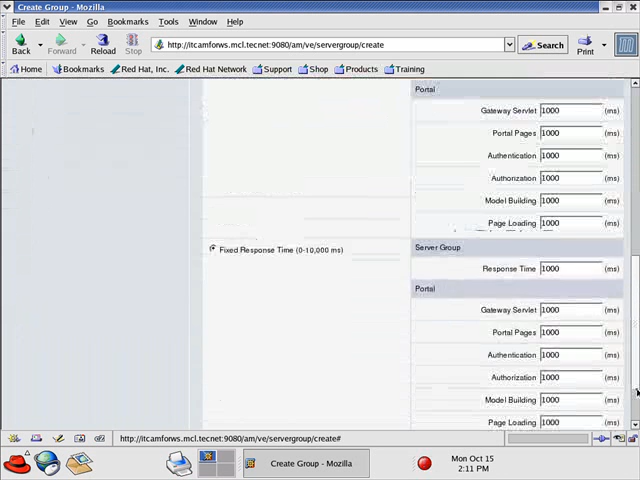 Create Group - Mozilla
File Edit View Go Bookmarks Tools Window Help
Back Forward Reload Stop http://itcamforws.mcl.tecnet:9080/am/ve/servergroup/create Search Print
Home Bookmarks Red Hat, Inc. Red Hat Network Support Shop Products Training
Portal
Gateway Servlet 1000 (ms)
Portal Pages 1000 (ms)
Authentication 1000 (ms)
Authorization 1000 (ms)
Model Building 1000 (ms)
Page Loading 1000 (ms)
Fixed Response Time (0-10,000 ms) Server Group
Response Time 1000 (ms)
Portal
Gateway Servlet 1000 (ms)
Portal Pages 1000 (ms)
Authentication 1000 (ms)
Authorization 1000 (ms)
Model Building 1000 (ms)
Page Loading 1000 (ms)
http://itcamforws.mcl.tecnet:9080/am/ve/servergroup/create#
Create Group - Mozilla
Mon Oct 15
2:11 PM